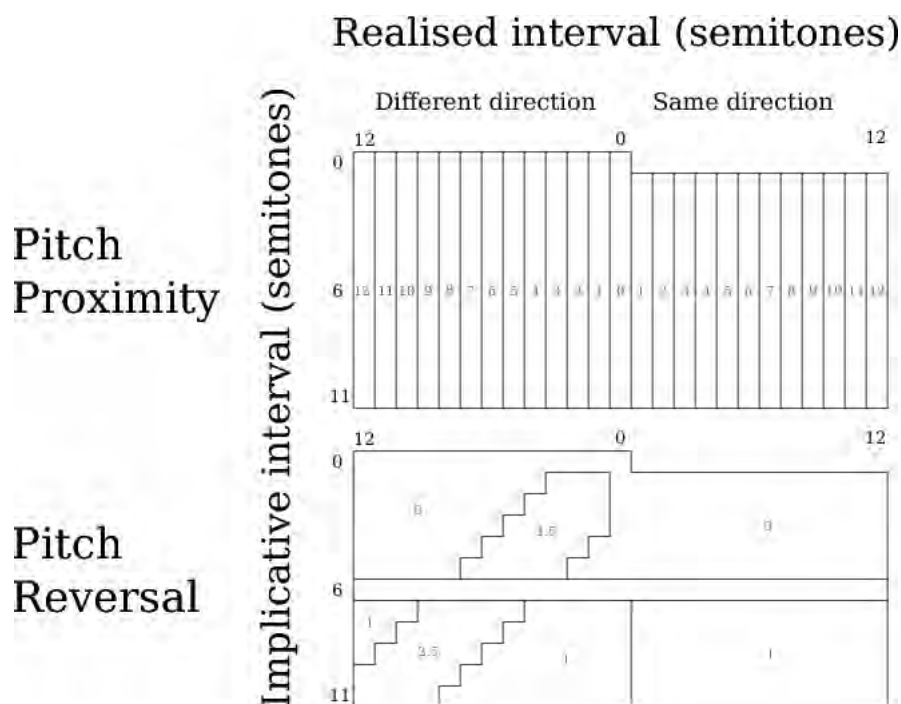 Realised interval (semitones)
Different direction Same direction
12 0 12
0
Pitch
Proximity
Implicative interval (semitones)
6 12 11 10 9 8 7 6 5 4 3 2 1 0 1 2 3 4 5 6 7 8 9 10 11 12
11
12 0 12
0
0 1.5 0
Pitch
Reversal
6
1 2.5 1 1
11